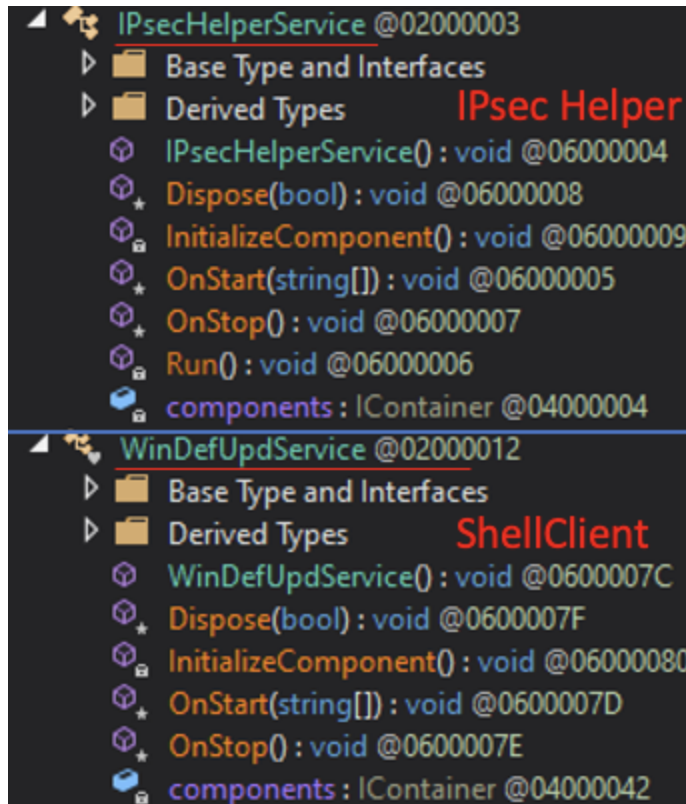 IPsecHelperService @02000003
Base Type and Interfaces
Derived Types
IPsec Helper
IPsecHelperService() : void @06000004
Dispose(bool) : void @06000008
InitializeComponent() : void @06000009
OnStart(string[]) : void @06000005
OnStop() : void @06000007
Run() : void @06000006
components : IContainer @04000004
WinDefUpdService @02000012
Base Type and Interfaces
Derived Types
ShellClient
WinDefUpdService() : void @0600007C
Dispose(bool) : void @0600007F
InitializeComponent() : void @06000080
OnStart(string[]) : void @0600007D
OnStop() : void @0600007E
components : IContainer @04000042